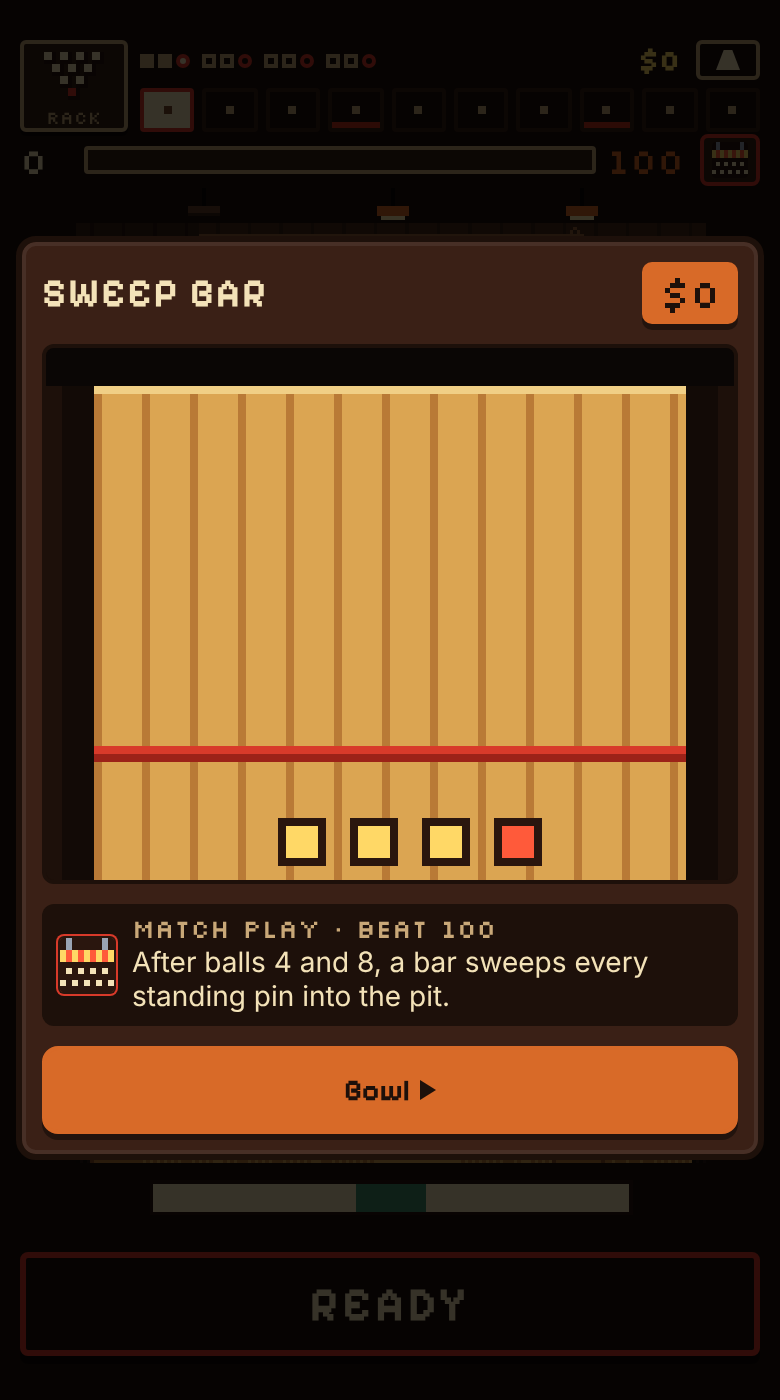 $0
RACK
0
100
SWEEP BAR
$0
MATCH PLAY · BEAT 100
After balls 4 and 8, a bar sweeps every
standing pin into the pit.
Bowl ▶
READY